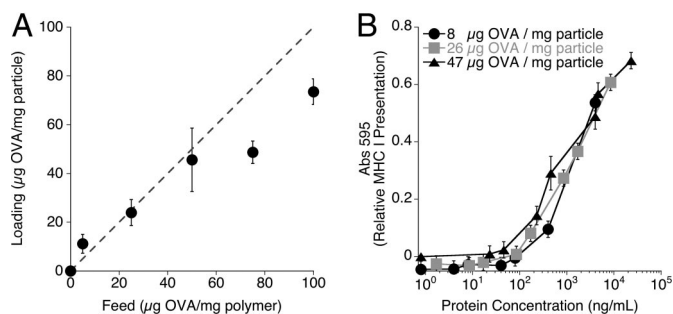 A
100
80
60
40
20
0
Loading (µg OVA/mg particle)
0 20 40 60 80 100
Feed (µg OVA/mg polymer)
B
8 µg OVA / mg particle
26 µg OVA / mg particle
47 µg OVA / mg particle
0.8
0.6
0.4
0.2
0
Abs 595
(Relative MHC I Presentation)
10⁰ 10¹ 10² 10³ 10⁴ 10⁵
Protein Concentration (ng/mL)